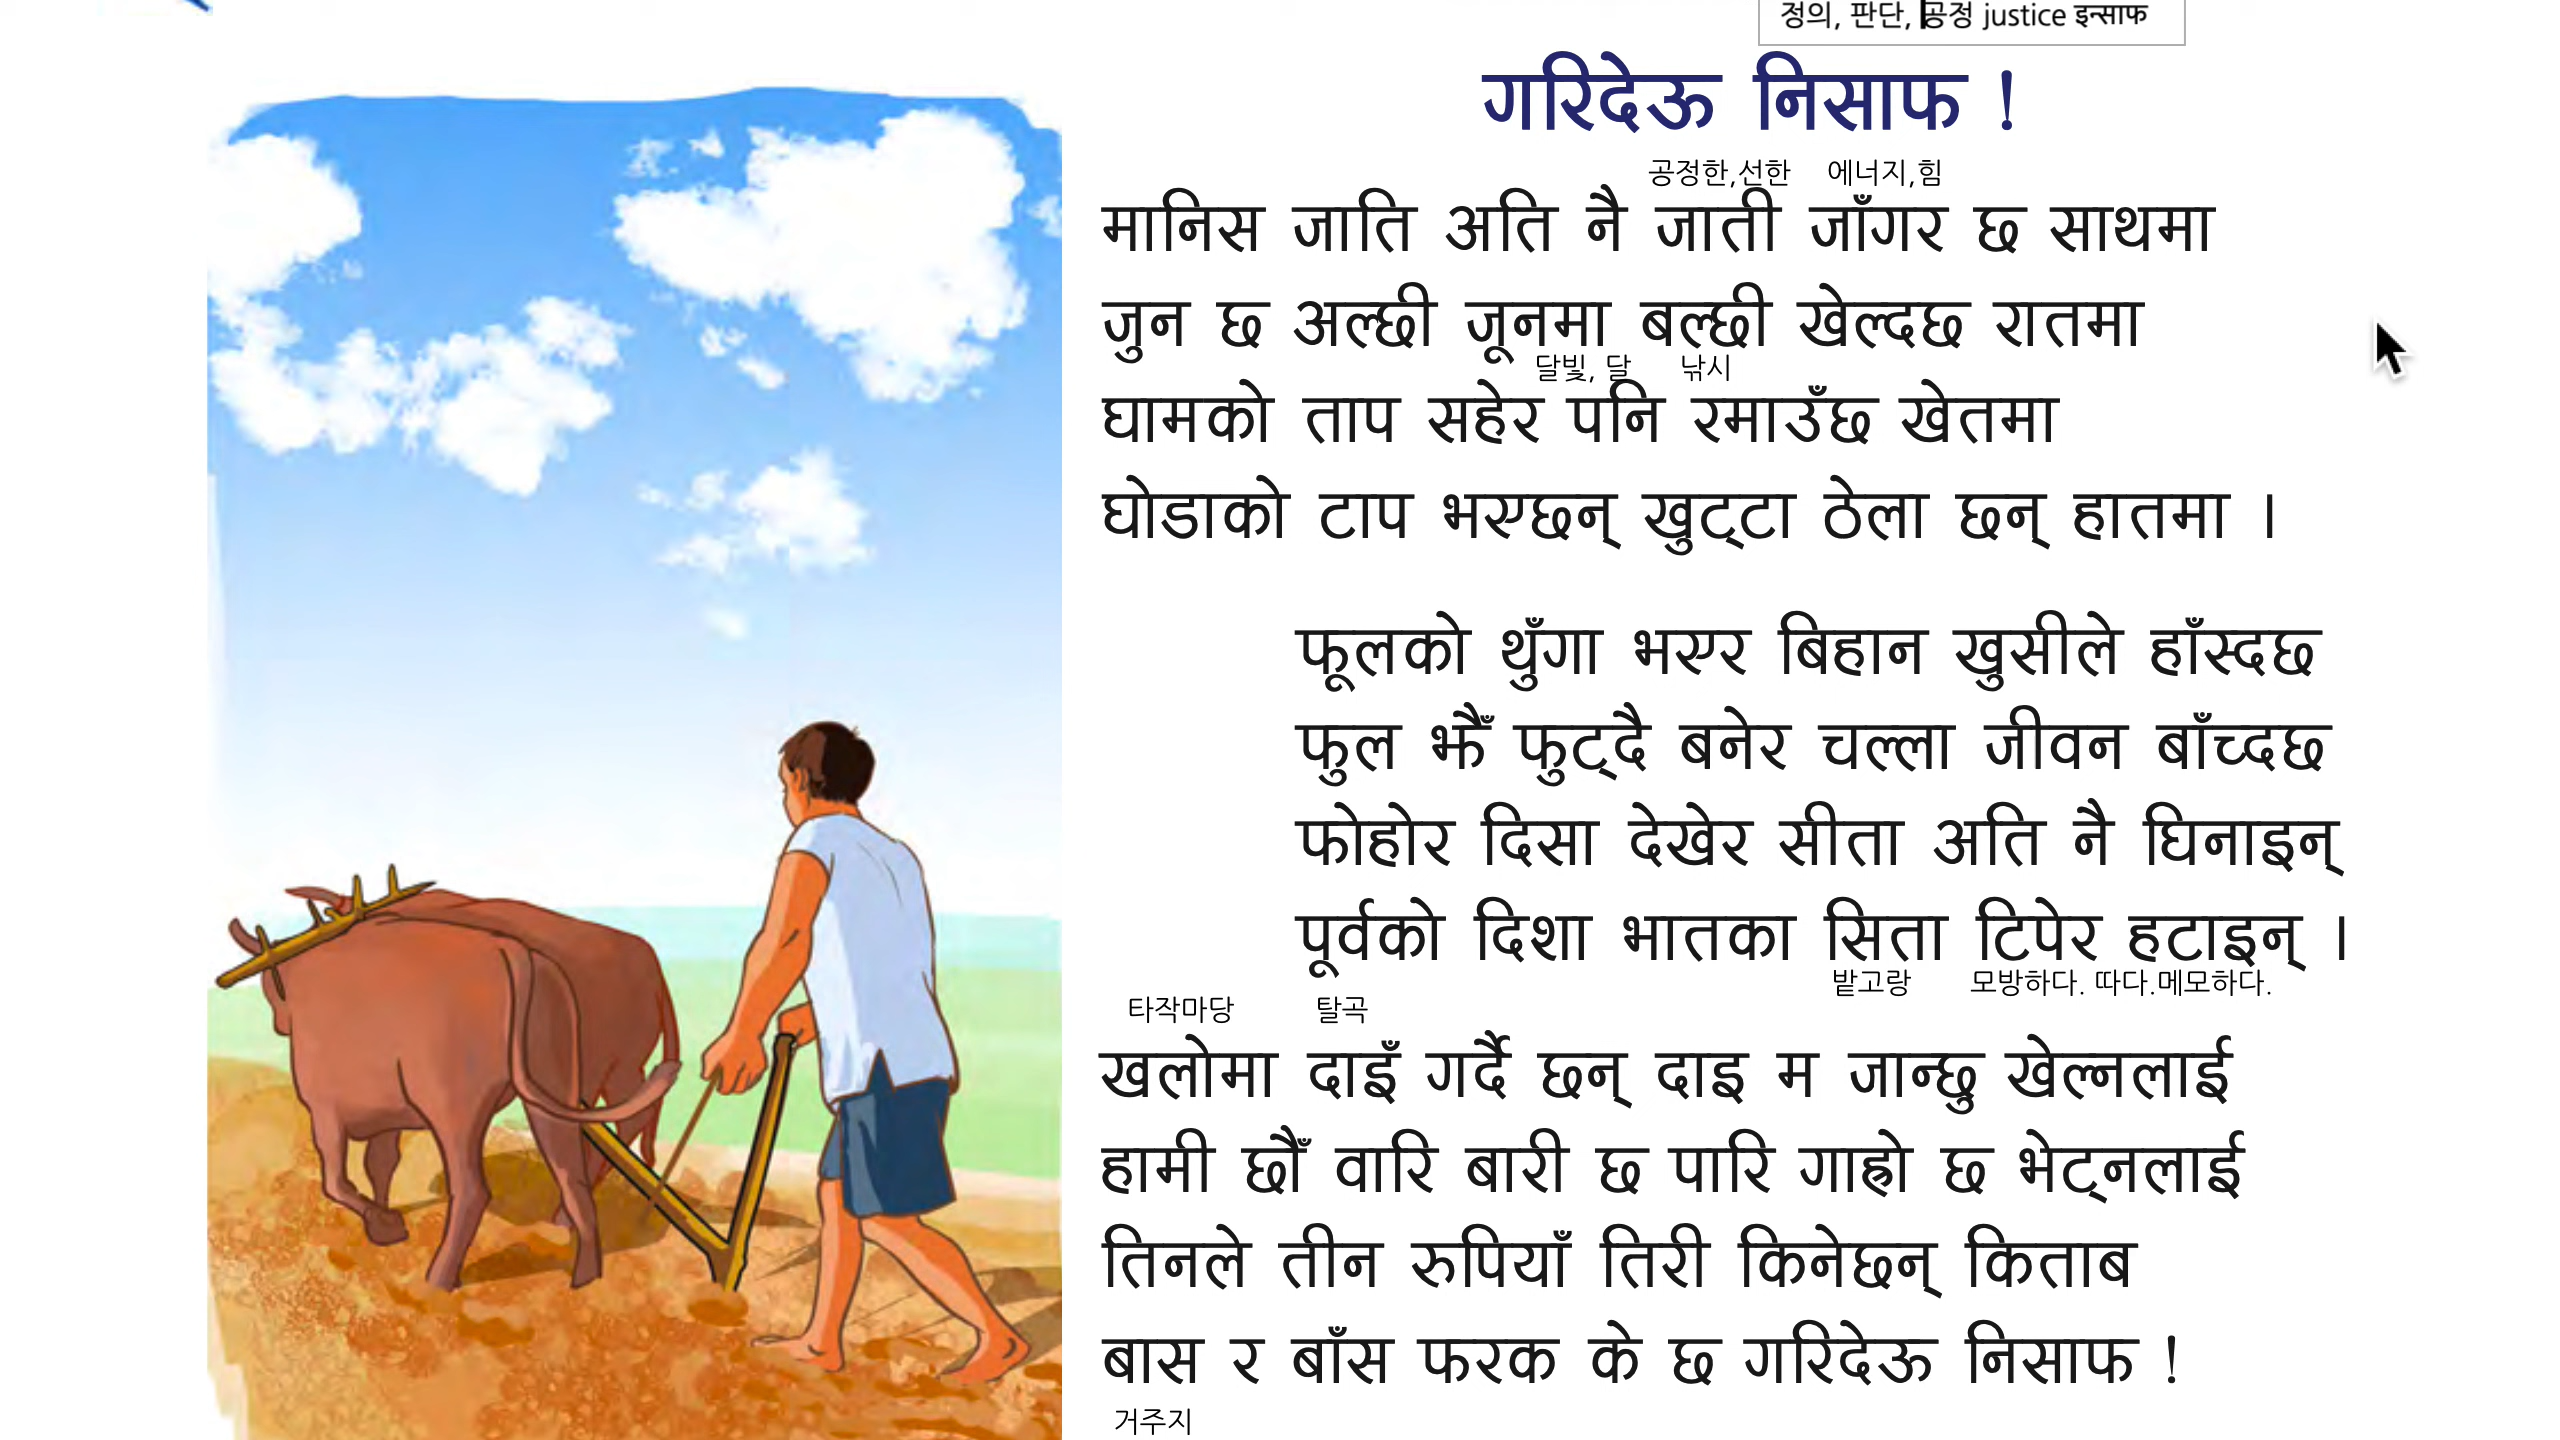 정의, 판단, 공정 justice इन्साफ
गरिदेऊ निसाफ !
공정한,선한 에너지,힘
मानिस जाति अति नै जाती जाँगर छ साथमा
जुन छ अल्छी जूनमा बल्छी खेल्दछ रातमा
달빛, 달 낚시
घामको ताप सहेर पनि रमाउँछ खेतमा
घोडाको टाप भएछन् खुट्टा ठेला छन् हातमा ।
फूलको थुँगा भएर बिहान खुसीले हाँस्दछ
फुल झैँ फुट्दै बनेर चल्ला जीवन बाँच्दछ
फोहोर दिसा देखेर सीता अति नै घिनाइन्
पूर्वको दिशा भातका सिता टिपेर हटाइन् ।
밭고랑 모방하다. 따다.메모하다.
타작마당 탈곡
खलोमा दाइँ गर्दै छन् दाइ म जान्छु खेल्नलाई
हामी छौँ वारि बारी छ पारि गाह्रो छ भेट्नलाई
तिनले तीन रुपियाँ तिरी किनेछन् किताब
बास र बाँस फरक के छ गरिदेऊ निसाफ !
거주지